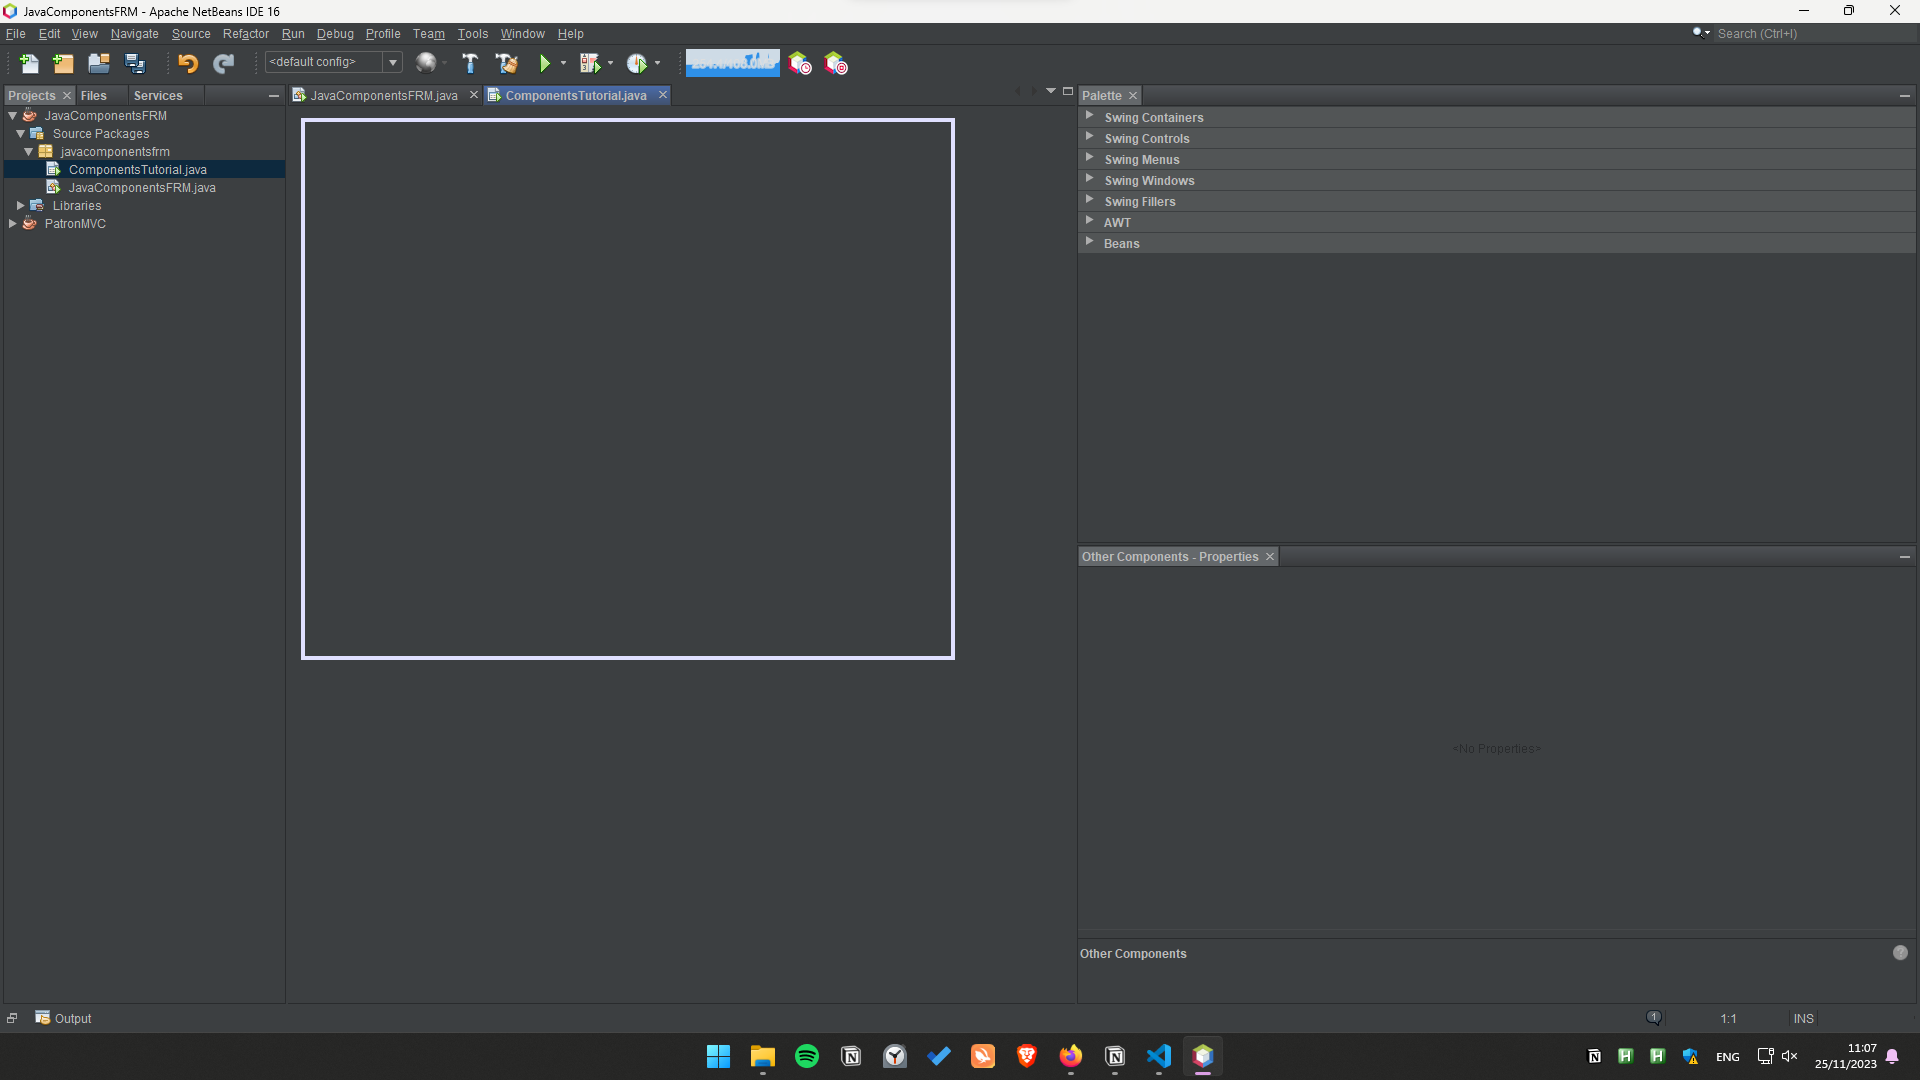 JavaComponentsFRM - Apache NetBeans IDE 16
File Edit View Navigate Source Refactor Run Debug Profile Team Tools Window Help
Search (Ctrl+I)
<default config>
Projects Files Services
JavaComponentsFRM.java ComponentsTutorial.java
Palette
JavaComponentsFRM
Source Packages
javacomponentsfrm
ComponentsTutorial.java
JavaComponentsFRM.java
Libraries
PatronMVC
Swing Containers
Swing Controls
Swing Menus
Swing Windows
Swing Fillers
AWT
Beans
Other Components - Properties
<No Properties>
Other Components
Output
1
1:1
INS
ENG
11:07
25/11/2023